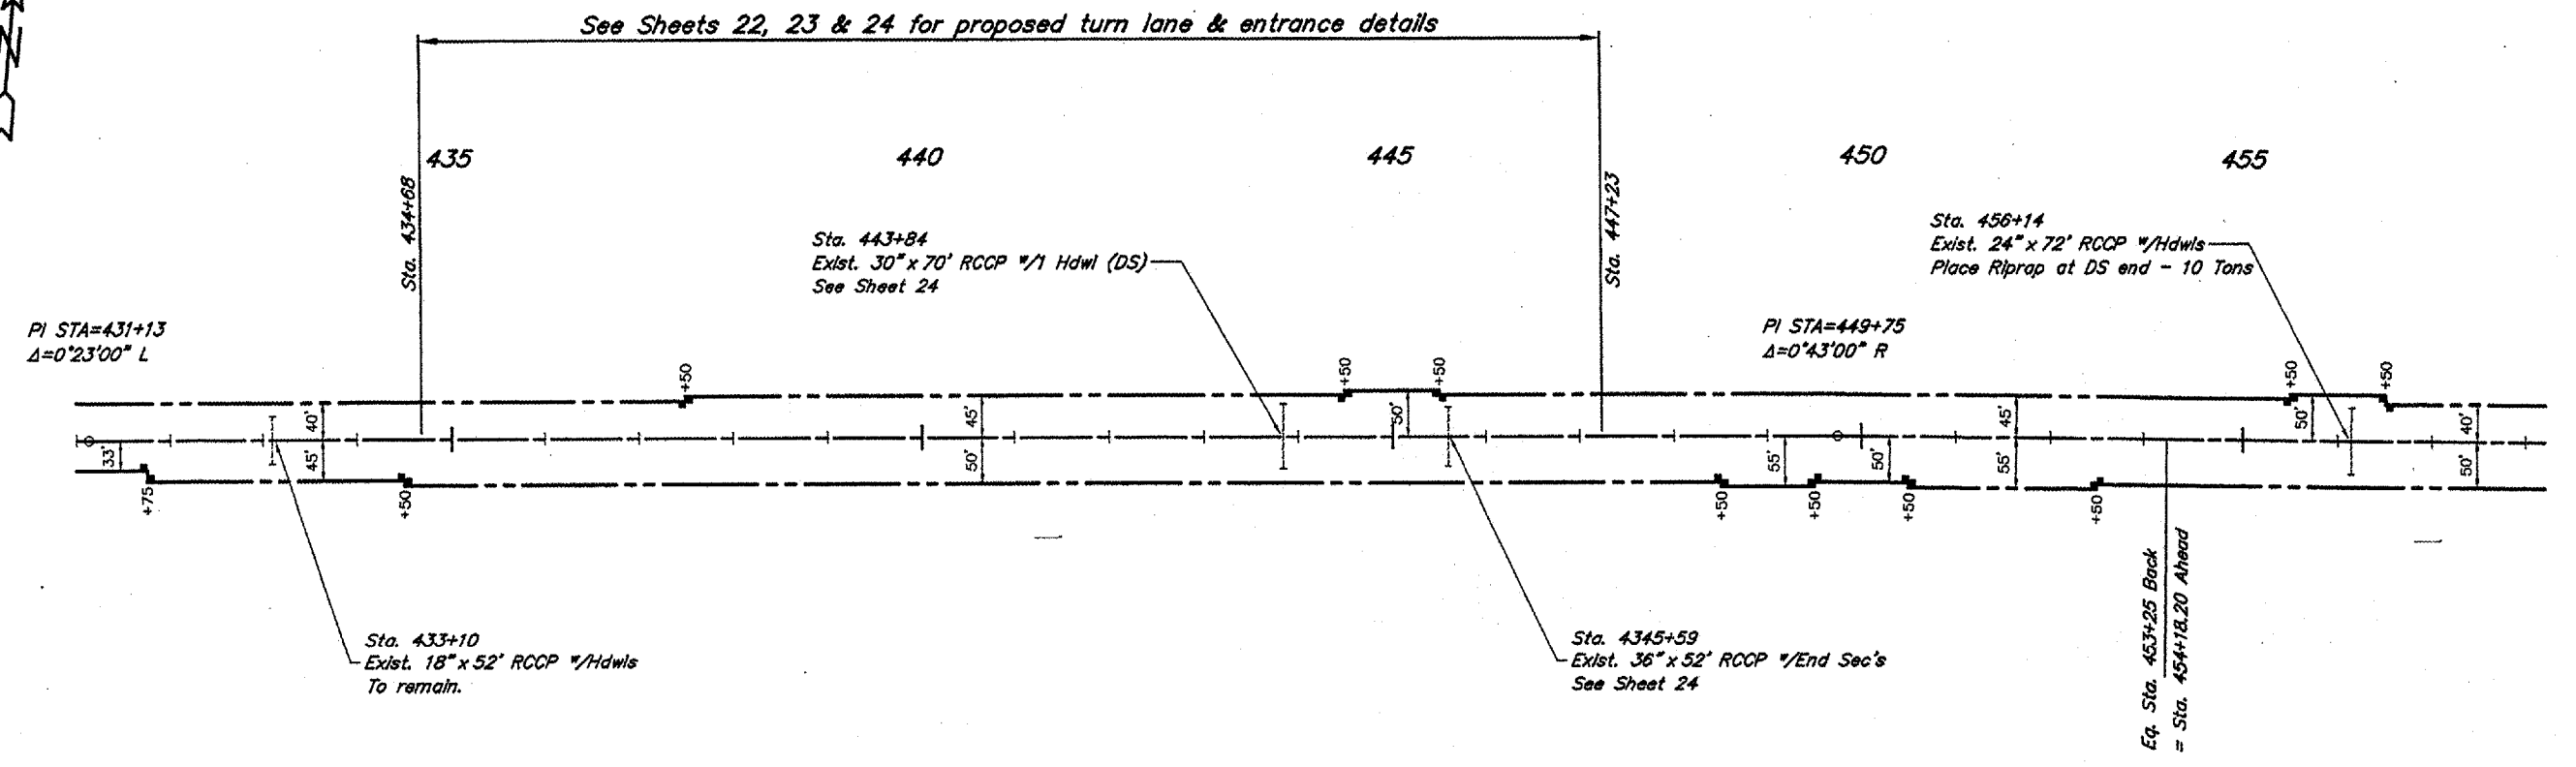 See Sheets 22, 23 & 24 for proposed turn lane & entrance details
N
435
440
445
450
455
Sta. 434+68
Sta. 447+23
Sta. 443+84
Exist. 30" x 70' RCCP w/1 Hdwl (DS)
See Sheet 24
Sta. 456+14
Exist. 24" x 72' RCCP w/Hdwls
Place Riprap at DS end - 10 Tons
PI STA=431+13
Δ=0°23'00" L
PI STA=449+75
Δ=0°43'00" R
+50
+50
+50
+50
+50
40'
45'
50'
45'
50'
40'
33'
45'
50'
55'
50'
55'
50'
+75
+50
+50
+50
+50
+50
Sta. 433+10
Exist. 18" x 52' RCCP w/Hdwls
To remain.
Sta. 4345+59
Exist. 36" x 52' RCCP w/End Sec's
See Sheet 24
Eq. Sta. 453+25 Back
= Sta. 454+18.20 Ahead